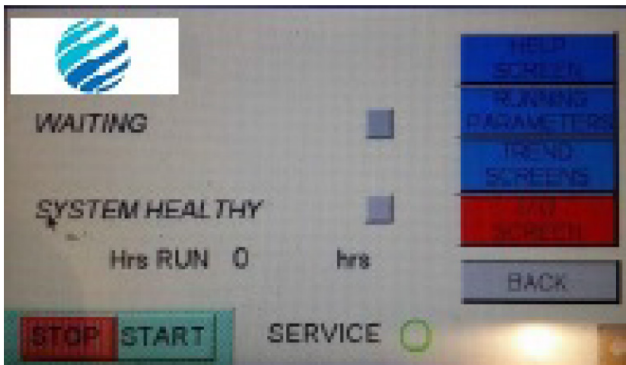 HELP
SCREEN
WAITING
RUNNING
PARAMETERS
TREND
SCREENS
SYSTEM HEALTHY
I/O
SCREEN
Hrs RUN 0 hrs
BACK
STOP START
SERVICE